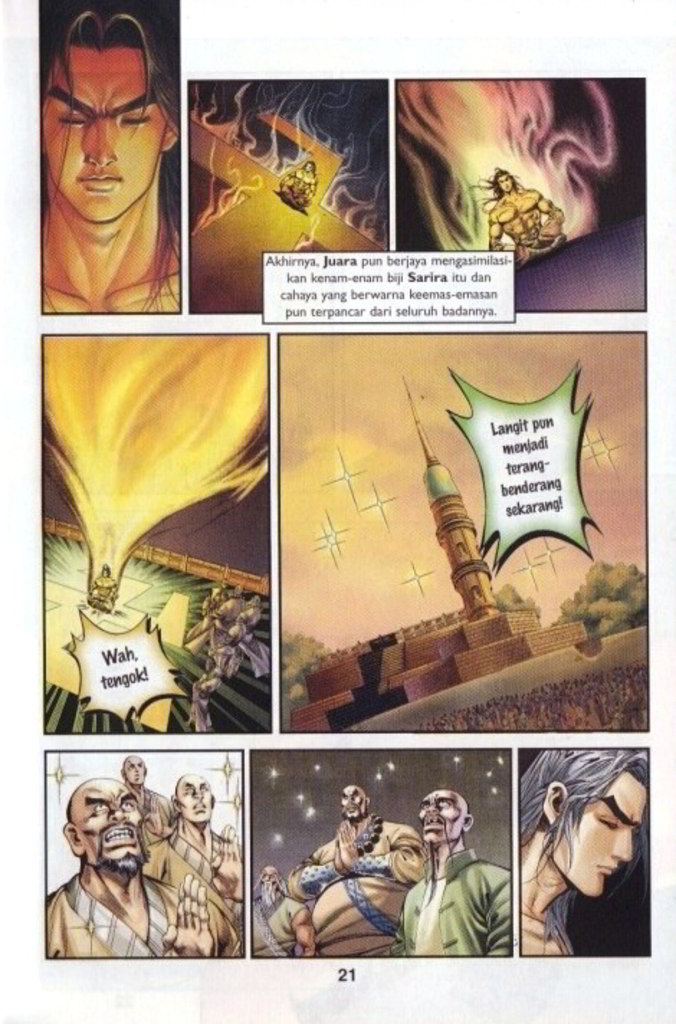 Akhirnya, Juara pun berjaya mengasimilasi-
kan kenam-enam biji Sarira itu dan
cahaya yang berwarna keemas-emasan
pun terpancar dari seluruh badannya.
Wah,
tengok!
Langit pun
menjadi
terang-
benderang
sekarang!
21